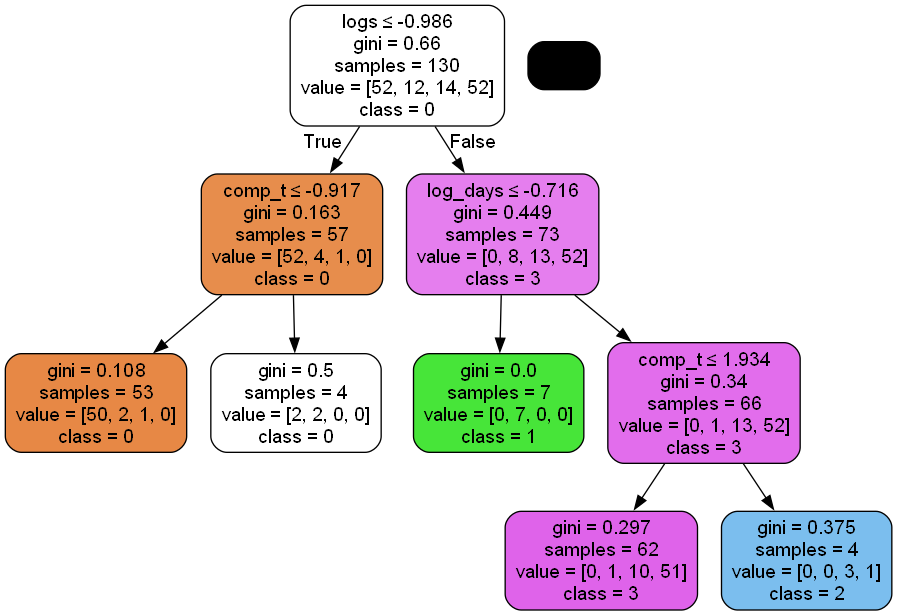 logs ≤ -0.986
gini = 0.66
samples = 130
value = [52, 12, 14, 52]
class = 0
True
False
comp_t ≤ -0.917
gini = 0.163
samples = 57
value = [52, 4, 1, 0]
class = 0
log_days ≤ -0.716
gini = 0.449
samples = 73
value = [0, 8, 13, 52]
class = 3
gini = 0.108
samples = 53
value = [50, 2, 1, 0]
class = 0
gini = 0.5
samples = 4
value = [2, 2, 0, 0]
class = 0
gini = 0.0
samples = 7
value = [0, 7, 0, 0]
class = 1
comp_t ≤ 1.934
gini = 0.34
samples = 66
value = [0, 1, 13, 52]
class = 3
gini = 0.297
samples = 62
value = [0, 1, 10, 51]
class = 3
gini = 0.375
samples = 4
value = [0, 0, 3, 1]
class = 2